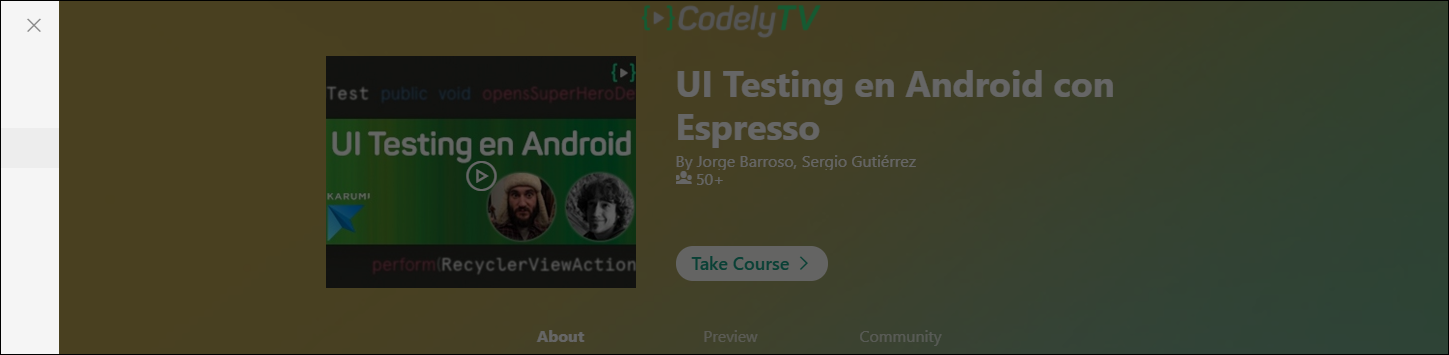 CodelyTV
Test public void opensSuperHeroDe
UI Testing en Android
KARUMI
perform(RecyclerViewAction
UI Testing en Android con
Espresso
By Jorge Barroso, Sergio Gutiérrez
50+
Take Course
About
Preview
Community